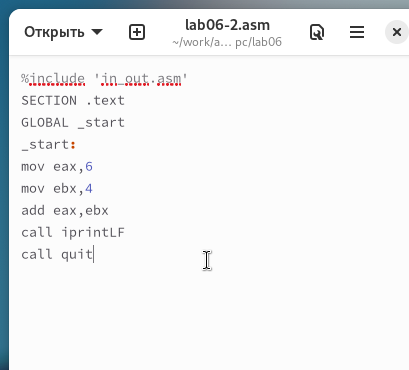 Открыть
lab06-2.asm
~/work/a... pc/lab06
%include 'in_out.asm'
SECTION .text
GLOBAL _start
_start:
mov eax,6
mov ebx,4
add eax,ebx
call iprintLF
call quit